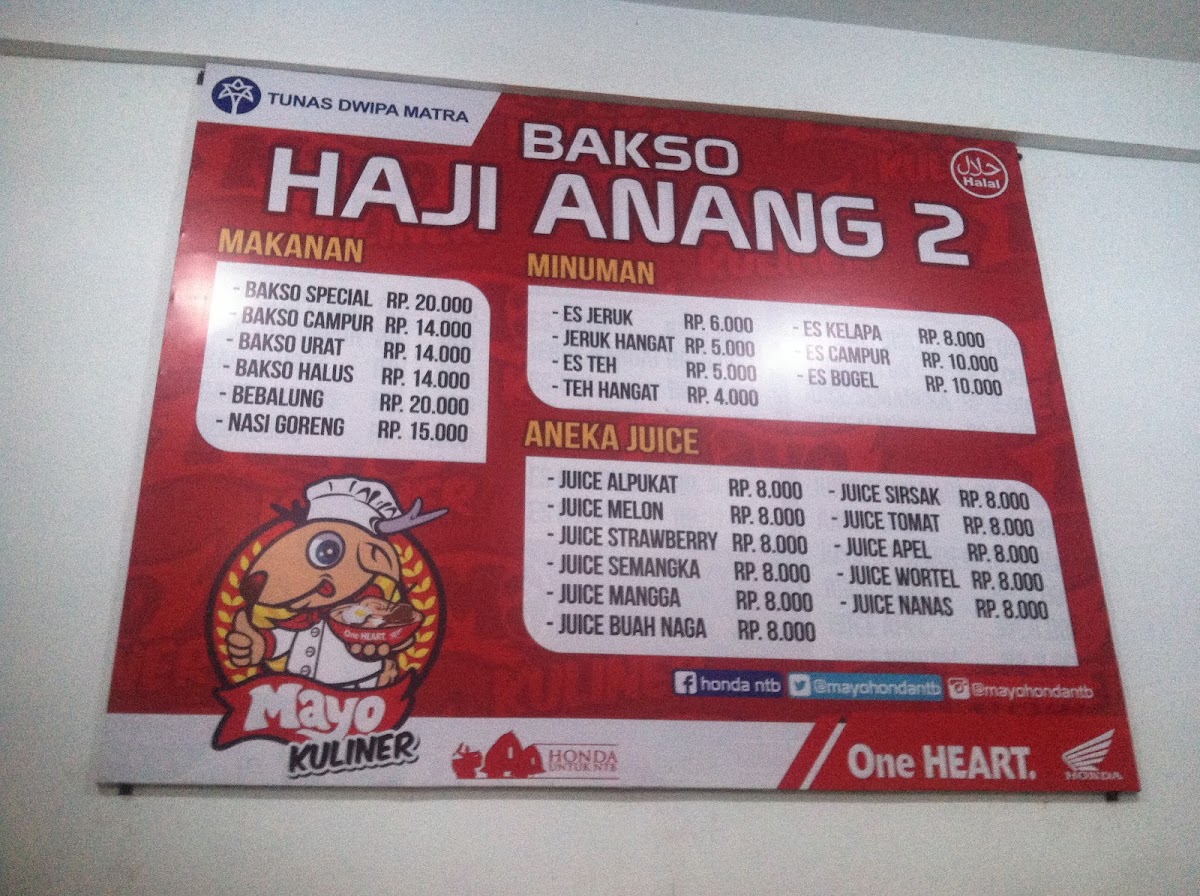 TUNAS DWIPA MATRA
BAKSO
HAJI ANANG 2
حلال
Halal
MAKANAN
- BAKSO SPECIAL RP. 20.000
- BAKSO CAMPUR RP. 14.000
- BAKSO URAT RP. 14.000
- BAKSO HALUS RP. 14.000
- BEBALUNG RP. 20.000
- NASI GORENG RP. 15.000
MINUMAN
- ES JERUK RP. 6.000
- JERUK HANGAT RP. 5.000
- ES TEH RP. 5.000
- TEH HANGAT RP. 4.000
- ES KELAPA RP. 8.000
- ES CAMPUR RP. 10.000
- ES BOGEL RP. 10.000
ANEKA JUICE
- JUICE ALPUKAT RP. 8.000
- JUICE MELON RP. 8.000
- JUICE STRAWBERRY RP. 8.000
- JUICE SEMANGKA RP. 8.000
- JUICE MANGGA RP. 8.000
- JUICE BUAH NAGA RP. 8.000
- JUICE SIRSAK RP. 8.000
- JUICE TOMAT RP. 8.000
- JUICE APEL RP. 8.000
- JUICE WORTEL RP. 8.000
- JUICE NANAS RP. 8.000
One HEART.
Mayo
KULINER
honda ntb @mayohondantb @mayohondantb
HONDA
UNTUK NTB
One HEART.
HONDA